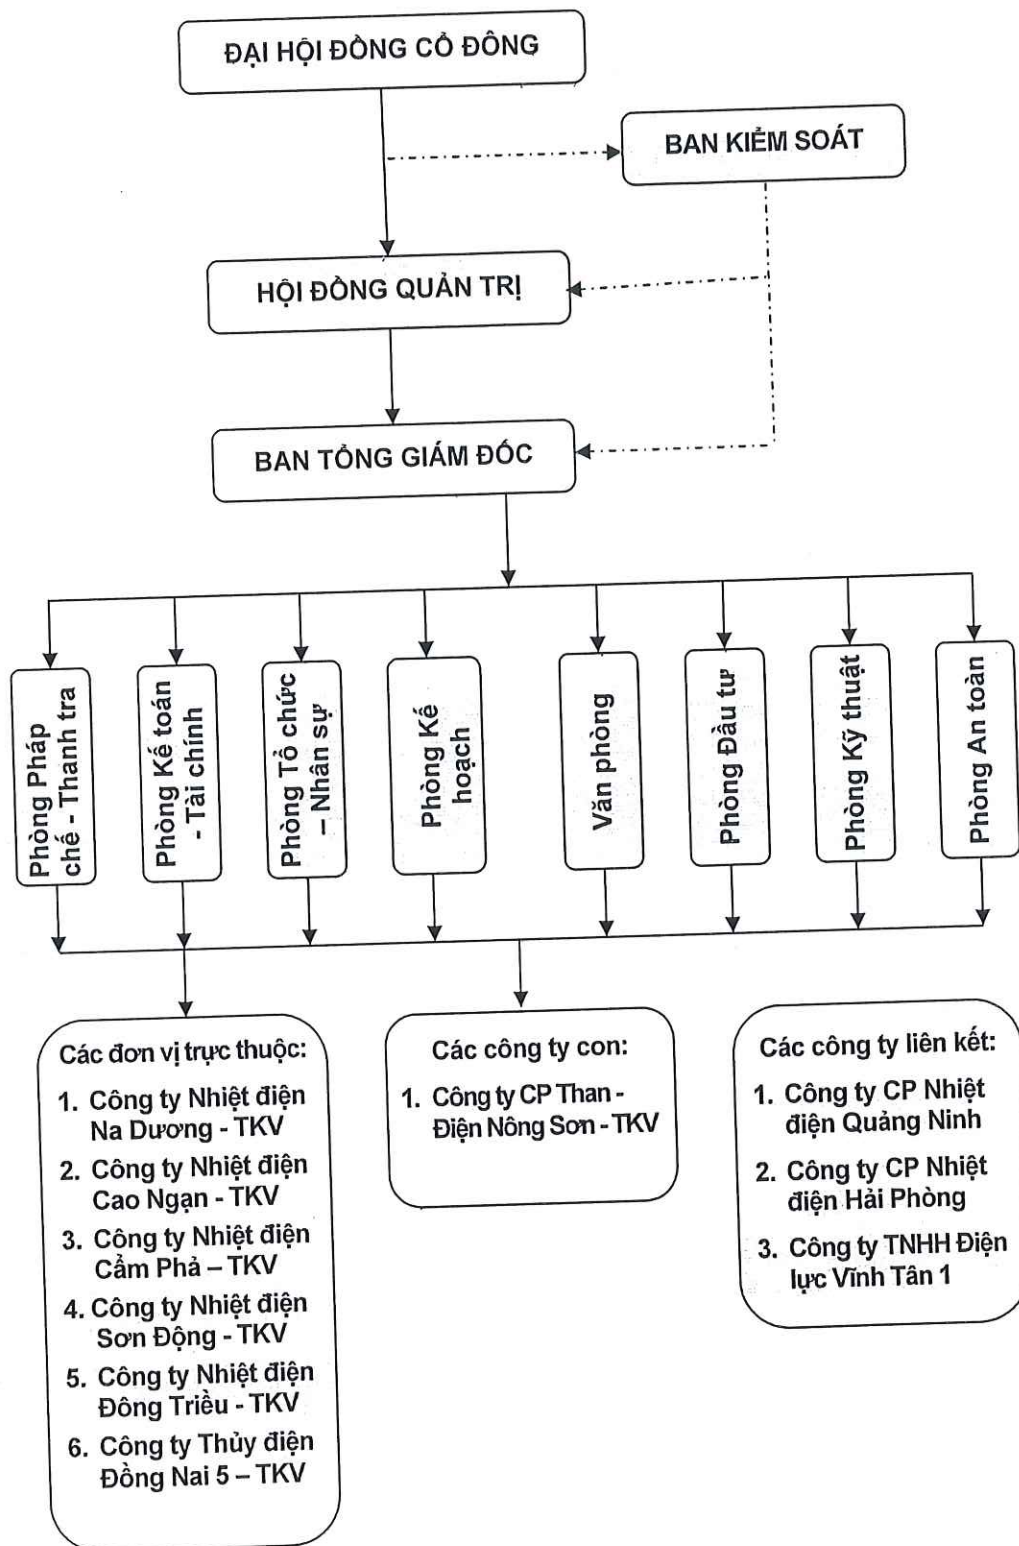 ĐẠI HỘI ĐỒNG CỔ ĐÔNG
BAN KIỂM SOÁT
HỘI ĐỒNG QUẢN TRỊ
BAN TỔNG GIÁM ĐỐC
Phòng Pháp
chế - Thanh tra
Phòng Kế toán
- Tài chính
Phòng Tổ chức
– Nhân sự
Phòng Kế
hoạch
Văn phòng
Phòng Đầu tư
Phòng Kỹ thuật
Phòng An toàn
Các đơn vị trực thuộc:
1. Công ty Nhiệt điện
Na Dương - TKV
2. Công ty Nhiệt điện
Cao Ngạn - TKV
3. Công ty Nhiệt điện
Cẩm Phả – TKV
4. Công ty Nhiệt điện
Sơn Động - TKV
5. Công ty Nhiệt điện
Đông Triều - TKV
6. Công ty Thủy điện
Đồng Nai 5 – TKV
Các công ty con:
1. Công ty CP Than -
Điện Nông Sơn - TKV
Các công ty liên kết:
1. Công ty CP Nhiệt
điện Quảng Ninh
2. Công ty CP Nhiệt
điện Hải Phòng
3. Công ty TNHH Điện
lực Vĩnh Tân 1